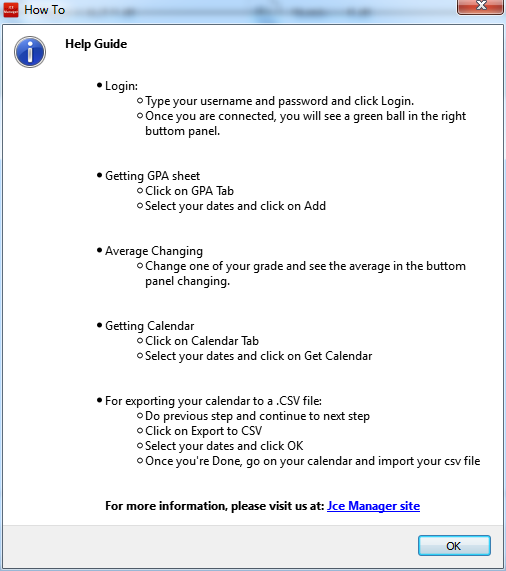 How To
Help Guide
Login:
Type your username and password and click Login.
Once you are connected, you will see a green ball in the right
buttom panel.
Getting GPA sheet
Click on GPA Tab
Select your dates and click on Add
Average Changing
Change one of your grade and see the average in the buttom
panel changing.
Getting Calendar
Click on Calendar Tab
Select your dates and click on Get Calendar
For exporting your calendar to a .CSV file:
Do previous step and continue to next step
Click on Export to CSV
Select your dates and click OK
Once you're Done, go on your calendar and import your csv file
For more information, please visit us at: Jce Manager site
OK